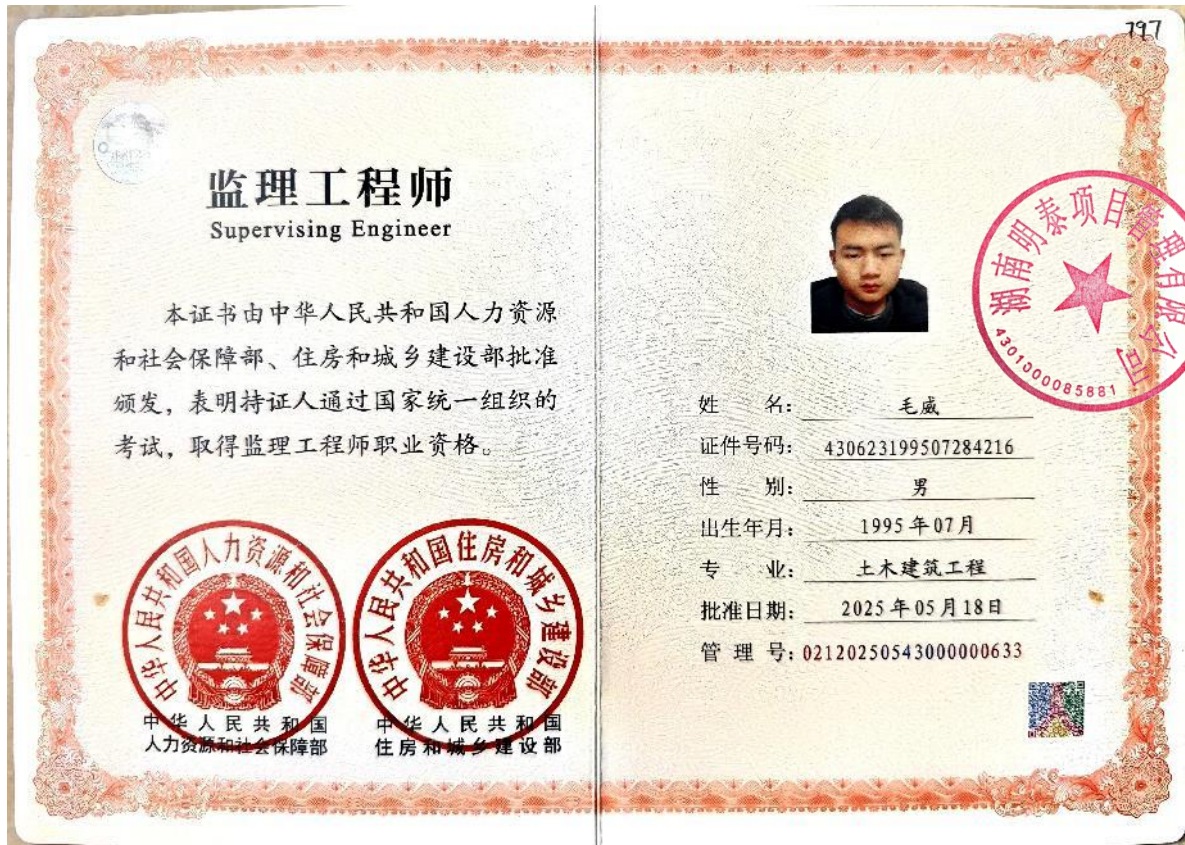 797
监理工程师
Supervising Engineer
本证书由中华人民共和国人力资源
和社会保障部、住房和城乡建设部批准
颁发，表明持证人通过国家统一组织的
考试，取得监理工程师职业资格。
中华人民共和国人力资源和社会保障部
中华人民共和国
人力资源和社会保障部
中华人民共和国住房和城乡建设部
中华人民共和国
住房和城乡建设部
湖南明泰项目管理有限公司
4301000085881
姓 名：毛威
证件号码：430623199507284216
性 别：男
出生年月：1995年07月
专 业：土木建筑工程
批准日期：2025年05月18日
管 理 号：02120250543000000633